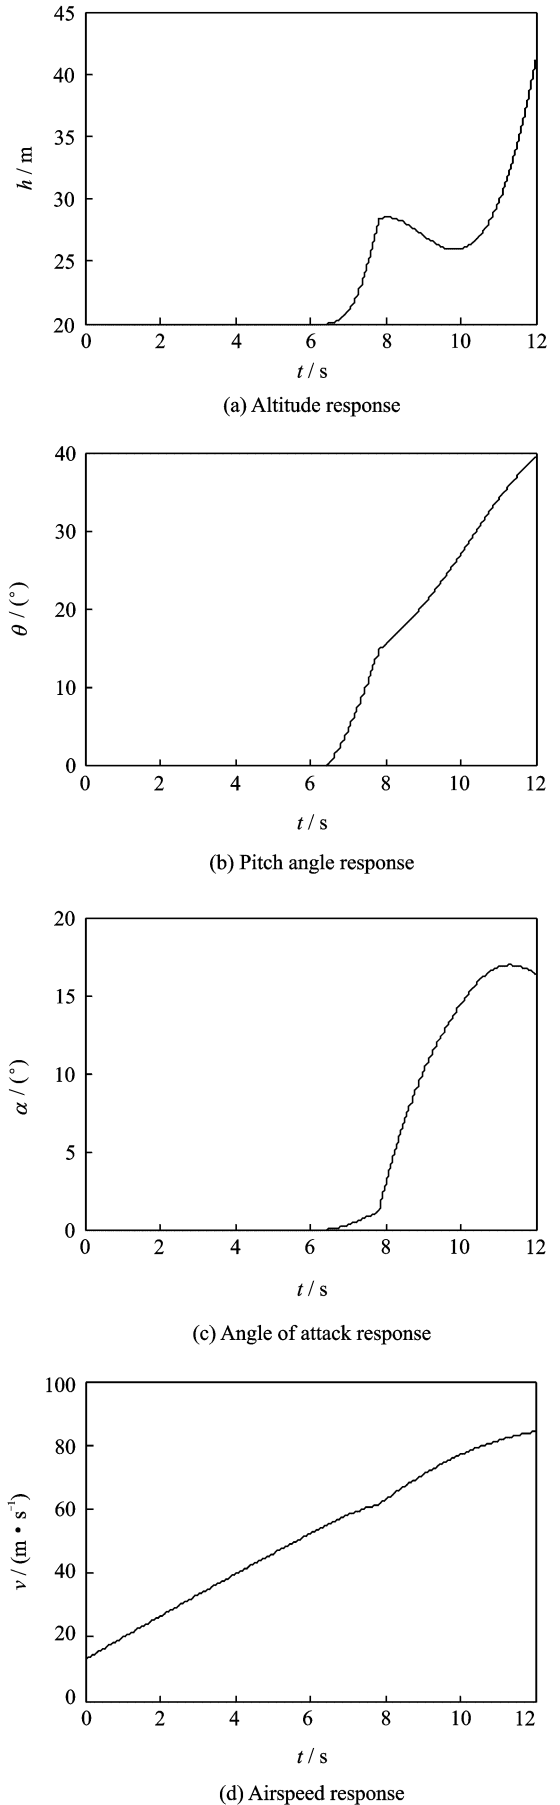 45
40
35
30
25
20
h / m
0 2 4 6 8 10 12
t / s
(a) Altitude response
40
30
20
10
0
θ / (°)
0 2 4 6 8 10 12
t / s
(b) Pitch angle response
20
15
10
5
0
α / (°)
0 2 4 6 8 10 12
t / s
(c) Angle of attack response
100
80
60
40
20
0
v / (m • s⁻¹)
0 2 4 6 8 10 12
t / s
(d) Airspeed response